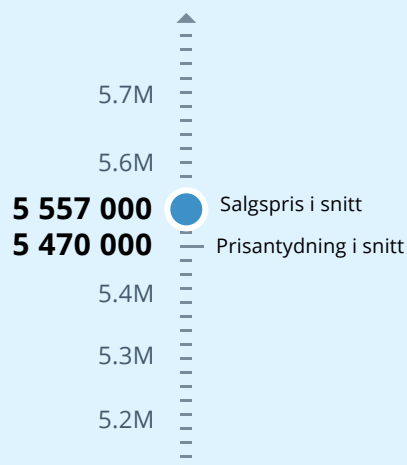 5.7M
5.6M
5 557 000 Salgspris i snitt
5 470 000 Prisantydning i snitt
5.4M
5.3M
5.2M